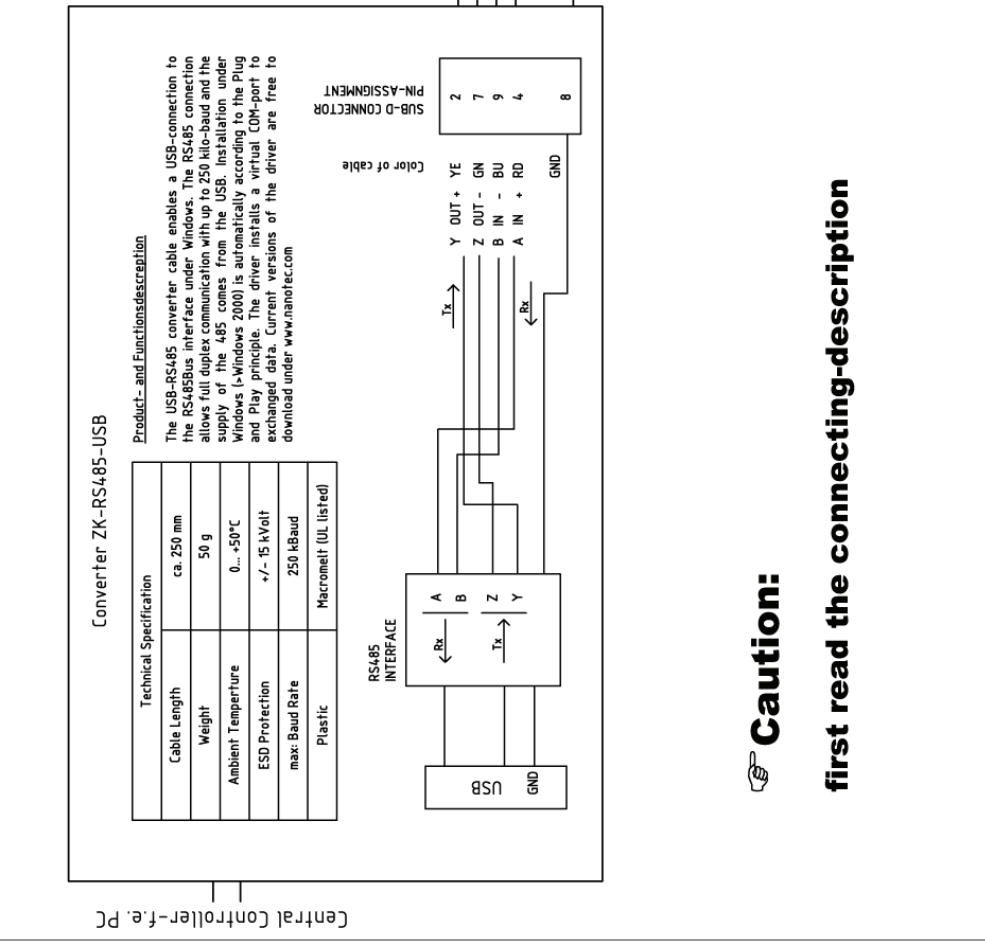 Converter ZK-RS485-USB
Product- and Functionsdescreption
The USB-RS485 converter cable enables a USB-connection to
the RS485Bus interface under Windows. The RS485 connection
allows full duplex communication with up to 250 kilo-baud and the
supply of the 485 comes from the USB. Installation under
Windows (>Windows 2000) is automatically according to the Plug
and Play principle. The driver installs a virtual COM-port to
exchanged data. Current versions of the driver are free to
download under www.nanotec.com
Technical Specification
Cable Length ca. 250 mm
Weight 50 g
Ambient Temperture 0... +50°C
ESD Protection +/- 15 kVolt
max: Baud Rate 250 kBaud
Plastic Macromelt (UL listed)
SUB-D CONNECTOR
PIN-ASSIGNMENT
2
7
9
4
8
Color of cable
Y OUT + YE
Z OUT - GN
B IN - BU
A IN + RD
GND
Tx
Rx
RS485
INTERFACE
A
B
Z
Y
Rx
Tx
USB
GND
Central Controller-f.e. PC
☞ Caution:
first read the connecting-description